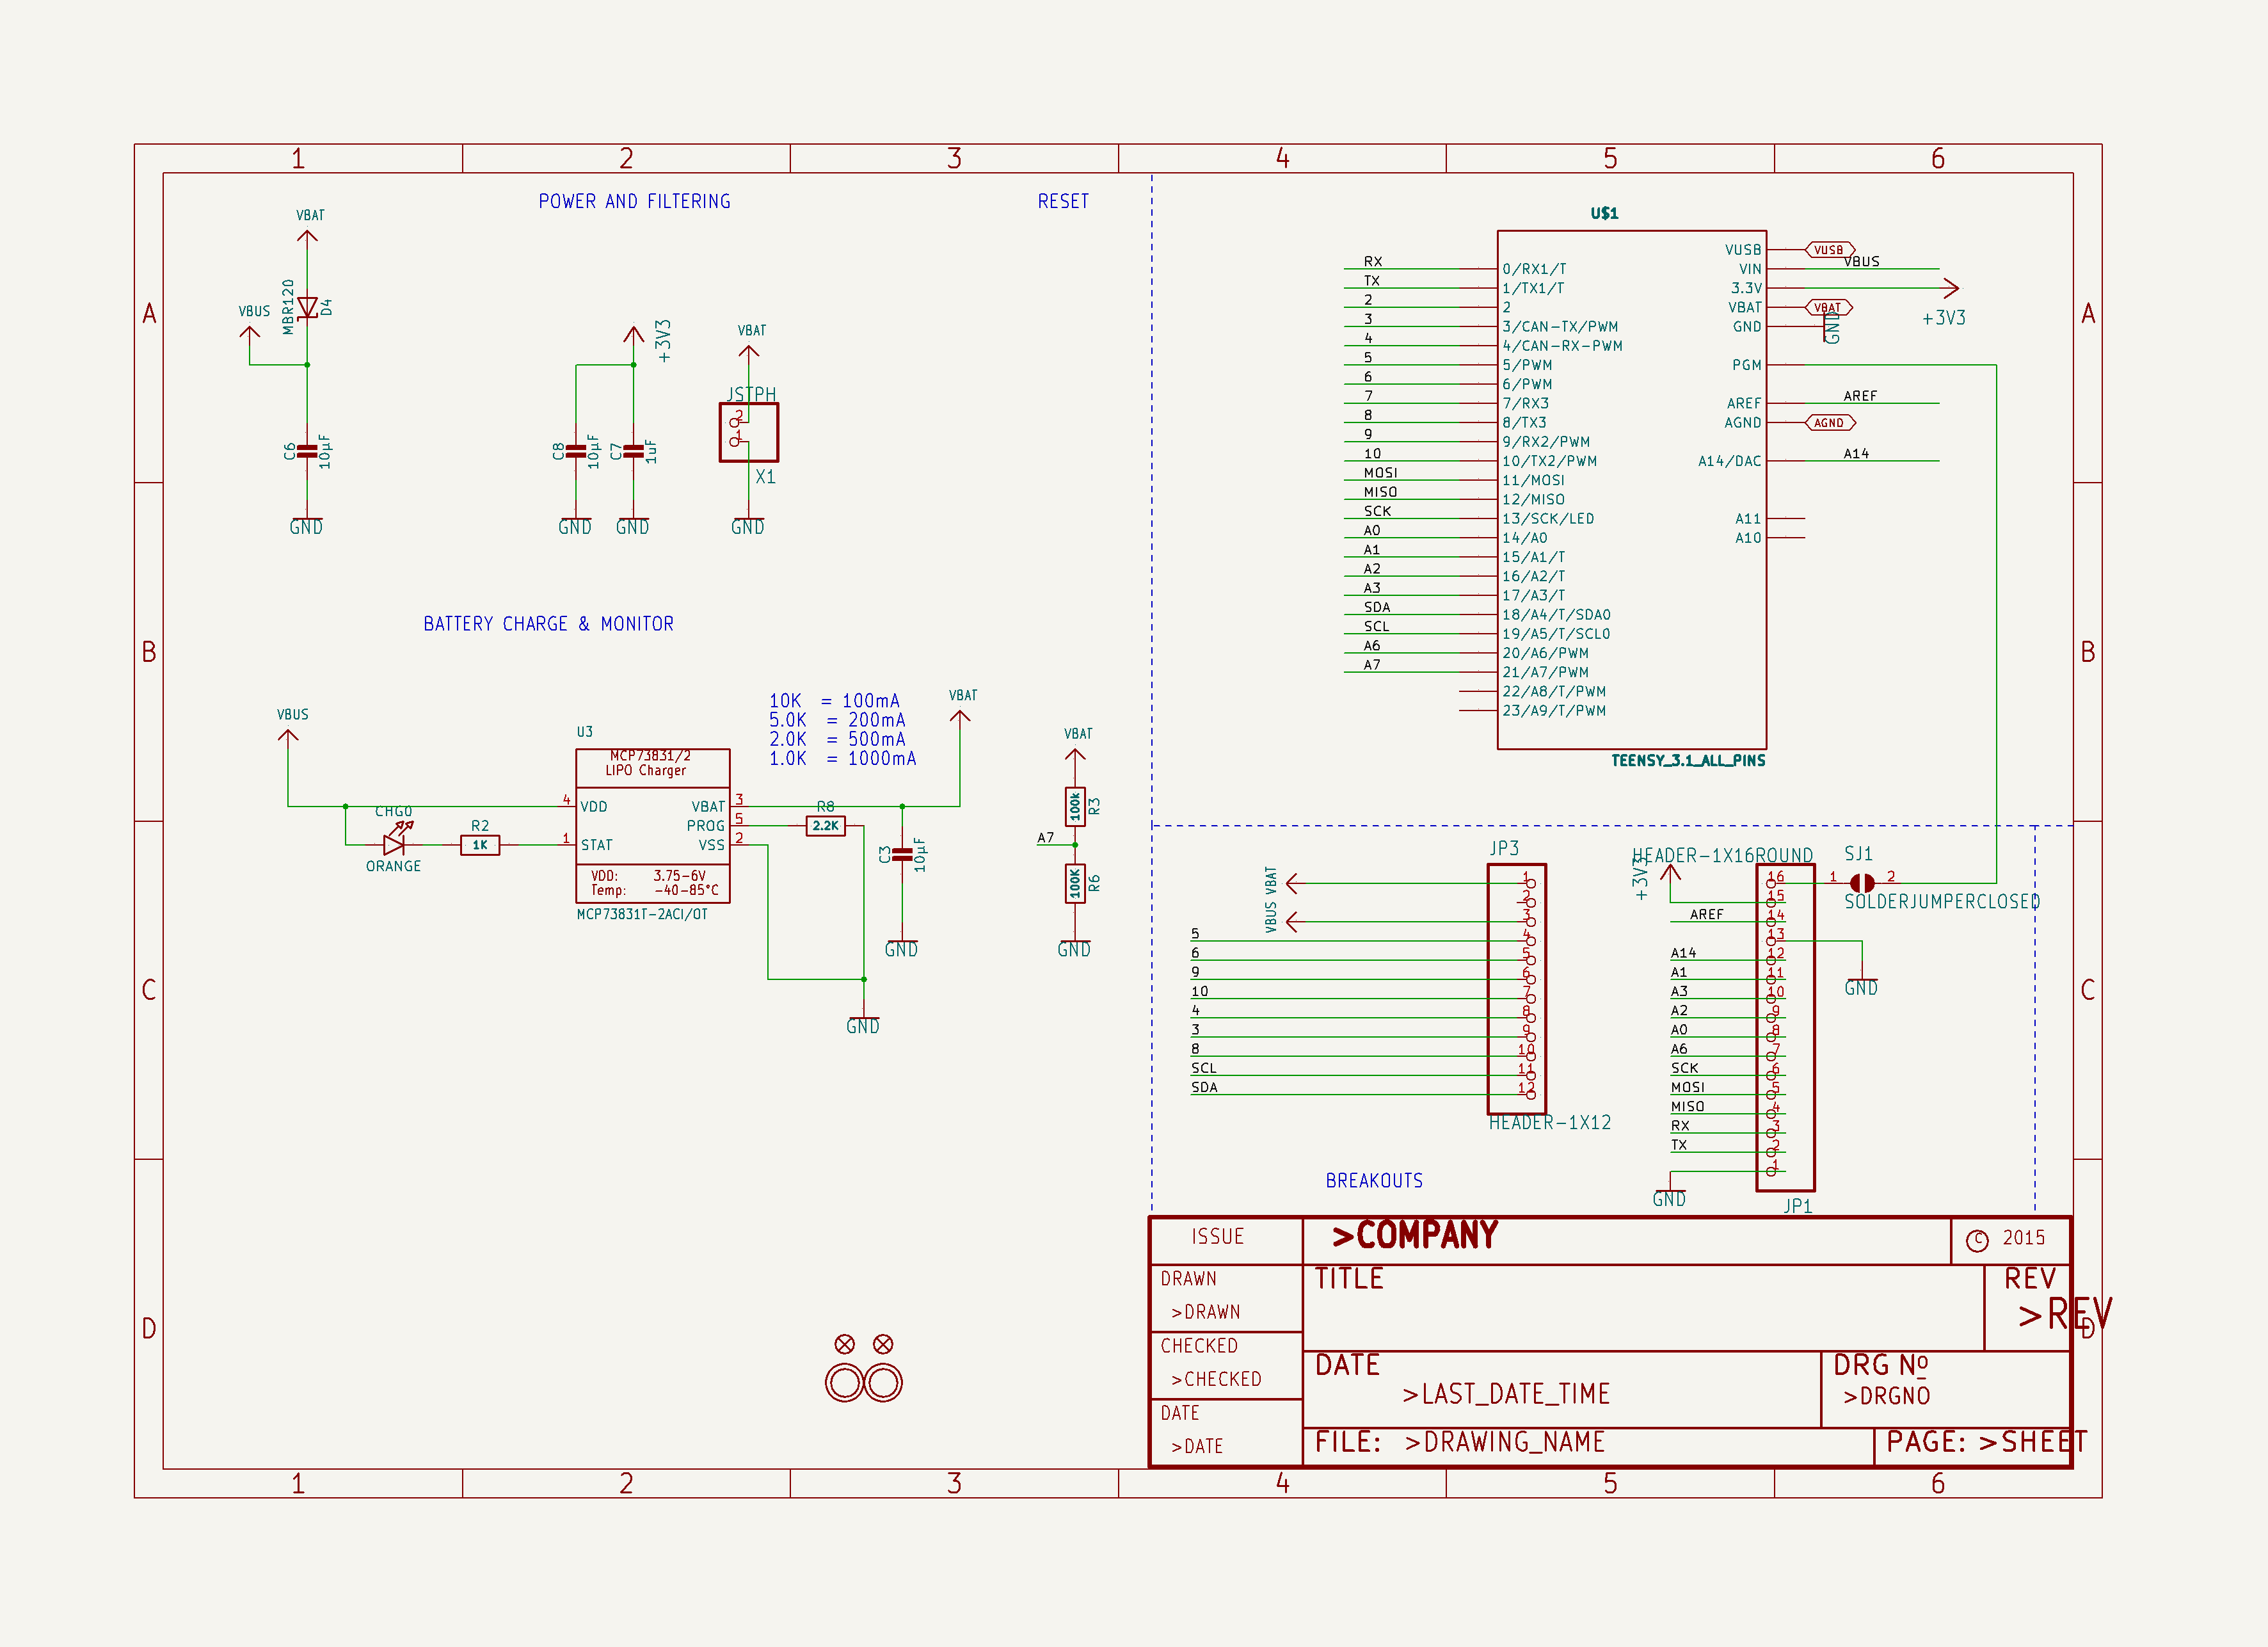 1 2 3 4 5 6
A
B
C
D
POWER AND FILTERING
RESET
VBAT
MBR120
D4
VBUS
C6
10µF
GND
+3V3
C8
10µF
C7
1uF
GND
GND
VBAT
JSTPH
2
1
X1
GND
BATTERY CHARGE & MONITOR
VBUS
CHG0
ORANGE
R2
1K
U3
MCP73831/2
LIPO Charger
4 VDD
1 STAT
VBAT 3
PROG 5
VSS 2
VDD: 3.75-6V
Temp: -40-85°C
MCP73831T-2ACI/OT
10K = 100mA
5.0K = 200mA
2.0K = 500mA
1.0K = 1000mA
R8
2.2K
VBAT
C3
10µF
GND
GND
VBAT
100k
R3
A7
100K
R6
GND
U$1
RX 0/RX1/T
TX 1/TX1/T
2 2
3 3/CAN-TX/PWM
4 4/CAN-RX-PWM
5 5/PWM
6 6/PWM
7 7/RX3
8 8/TX3
9 9/RX2/PWM
10 10/TX2/PWM
MOSI 11/MOSI
MISO 12/MISO
SCK 13/SCK/LED
A0 14/A0
A1 15/A1/T
A2 16/A2/T
A3 17/A3/T
SDA 18/A4/T/SDA0
SCL 19/A5/T/SCL0
A6 20/A6/PWM
A7 21/A7/PWM
22/A8/T/PWM
23/A9/T/PWM
VUSB VUSB
VIN VBUS
3.3V +3V3
VBAT VBAT
GND GND
PGM
AREF AREF
AGND AGND
A14/DAC A14
A11
A10
TEENSY_3.1_ALL_PINS
JP3
VBAT 1
2
VBUS 3
5 4
6 5
9 6
10 7
4 8
3 9
8 10
SCL 11
SDA 12
HEADER-1X12
HEADER-1X16ROUND
SJ1
1 2
SOLDERJUMPERCLOSED
+3V3
16
15
AREF 14
13
GND
A14 12
A1 11
A3 10
A2 9
A0 8
A6 7
SCK 6
MOSI 5
MISO 4
RX 3
TX 2
1
GND
JP1
BREAKOUTS
ISSUE
>COMPANY
© 2015
DRAWN
>DRAWN
TITLE
REV
>REV
CHECKED
>CHECKED
DATE
>LAST_DATE_TIME
DRG Nº
>DRGNO
DATE
>DATE
FILE: >DRAWING_NAME
PAGE: >SHEET
A
B
C
D
1 2 3 4 5 6